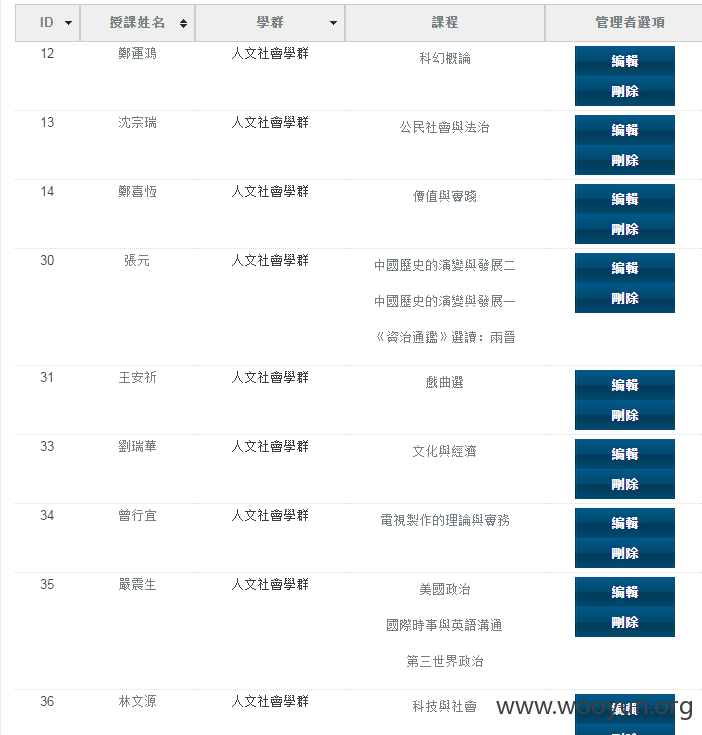 ID 授課姓名 學群 課程 管理者選項
12 鄭運鴻 人文社會學群 科幻概論 編輯
刪除
13 沈宗瑞 人文社會學群 公民社會與法治 編輯
刪除
14 鄭喜恆 人文社會學群 價值與實踐 編輯
刪除
30 張元 人文社會學群 中國歷史的演變與發展二 編輯
中國歷史的演變與發展一 刪除
《資治通鑑》選讀：兩晉
31 王安祈 人文社會學群 戲曲選 編輯
刪除
33 劉瑞華 人文社會學群 文化與經濟 編輯
刪除
34 曾行宜 人文社會學群 電視製作的理論與實務 編輯
刪除
35 嚴震生 人文社會學群 美國政治 編輯
國際時事與英語溝通 刪除
第三世界政治
36 林文源 人文社會學群 科技與社會 編輯
www.wooyun.org